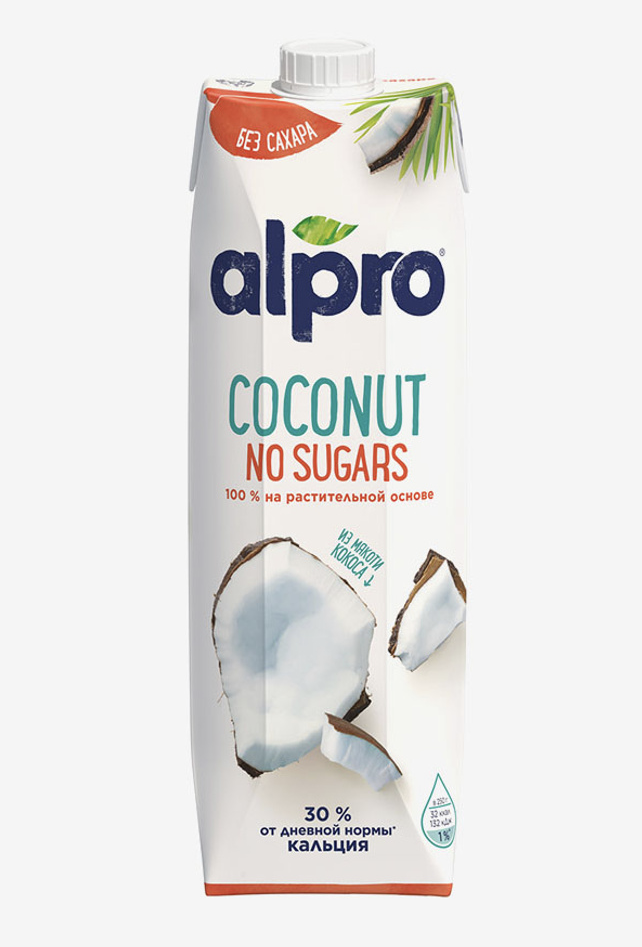 БЕЗ САХАРА
alpro®
COCONUT
NO SUGARS
100 % на растительной основе
ИЗ МЯКОТИ
КОКОСА
30 %
от дневной нормы*
кальция
в 250 г
32 ккал
132 кДж
1%*